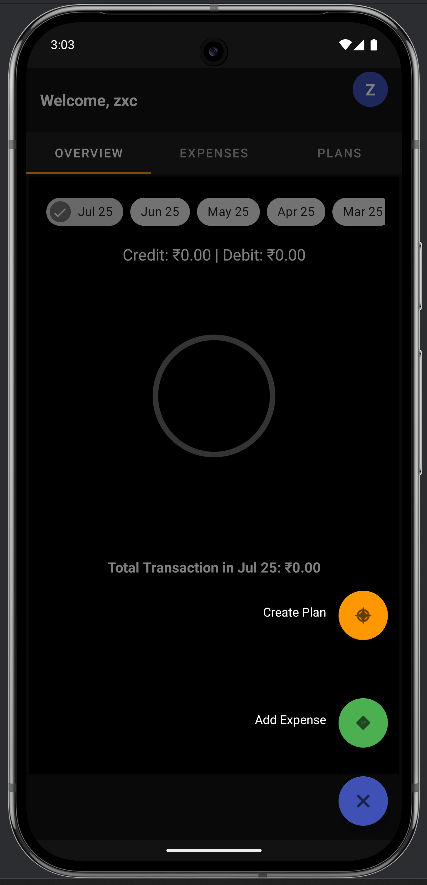 3:03
Welcome, zxc
Z
OVERVIEW EXPENSES PLANS
Jul 25 Jun 25 May 25 Apr 25 Mar 25
Credit: ₹0.00 | Debit: ₹0.00
Total Transaction in Jul 25: ₹0.00
Create Plan
Add Expense